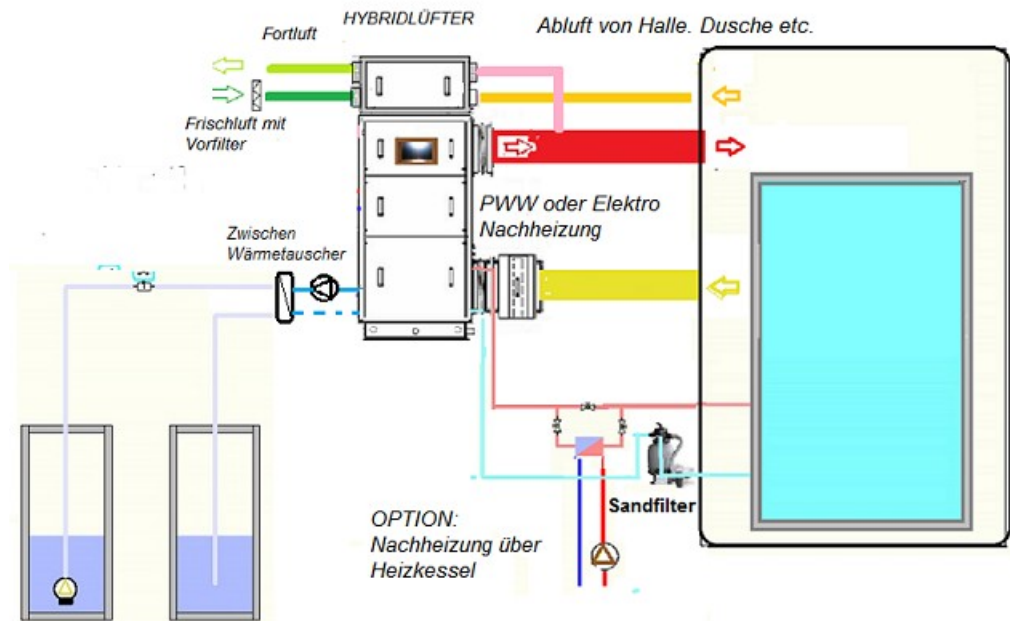 HYBRIDLÜFTER
Fortluft
Abluft von Halle. Dusche etc.
Frischluft mit
Vorfilter
PWW oder Elektro
Nachheizung
Zwischen
Wärmetauscher
Sandfilter
OPTION:
Nachheizung über
Heizkessel